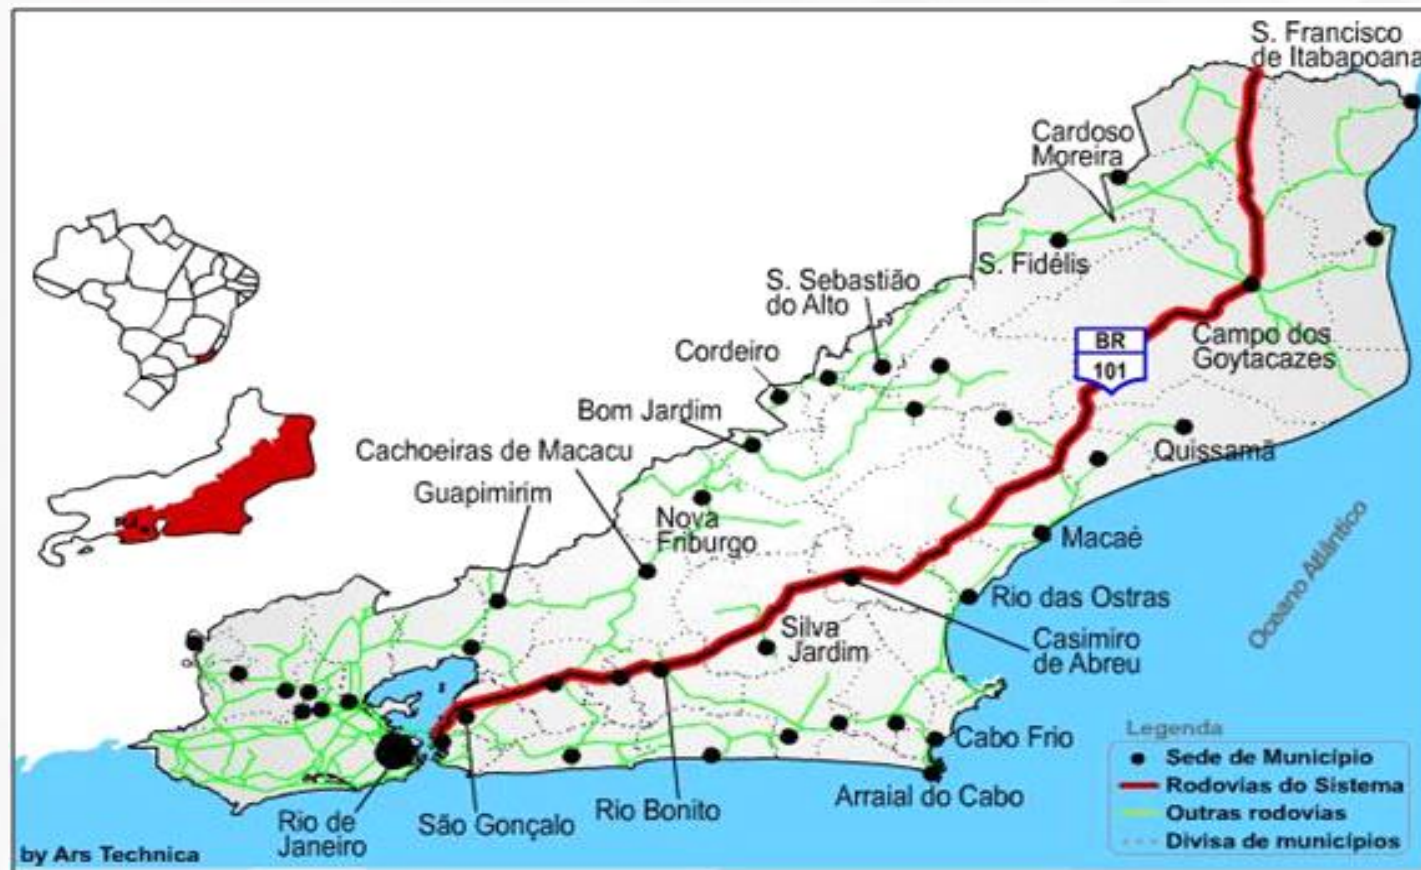 S. Francisco
de Itabapoana
Cardoso
Moreira
S. Fidélis
S. Sebastião
do Alto
Cordeiro
BR
101
Campo dos
Goytacazes
Bom Jardim
Cachoeiras de Macacu
Quissamã
Guapimirim
Nova
Friburgo
Macaé
Oceano Atlântico
Rio das Ostras
Silva
Jardim
Casimiro
de Abreu
Cabo Frio
Arraial do Cabo
Rio Bonito
São Gonçalo
Rio de
Janeiro
Legenda
Sede de Município
Rodovias do Sistema
Outras rodovias
Divisa de municípios
by Ars Technica